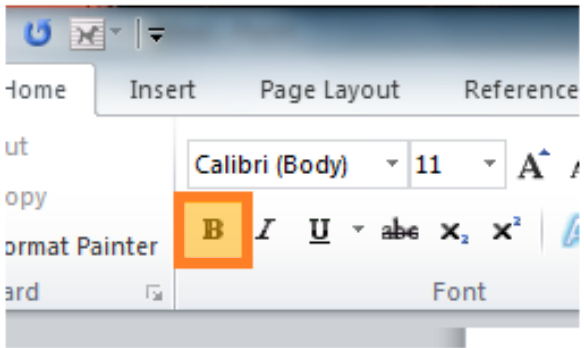 Home Insert Page Layout Reference
ut
Calibri (Body) 11 A
opy
B I U abc X₂ X²
ormat Painter
ard Font